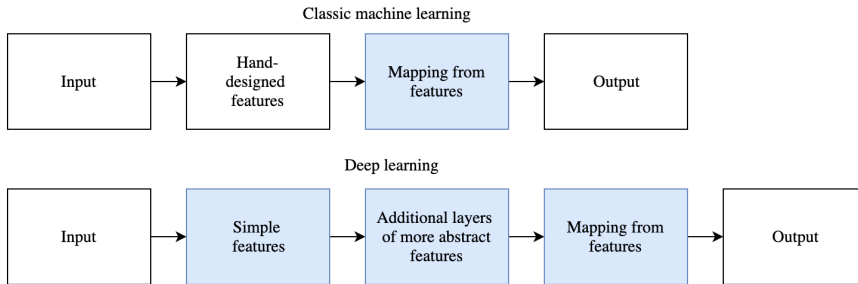 Classic machine learning
Input
Hand-
designed
features
Mapping from
features
Output
Deep learning
Input
Simple
features
Additional layers
of more abstract
features
Mapping from
features
Output